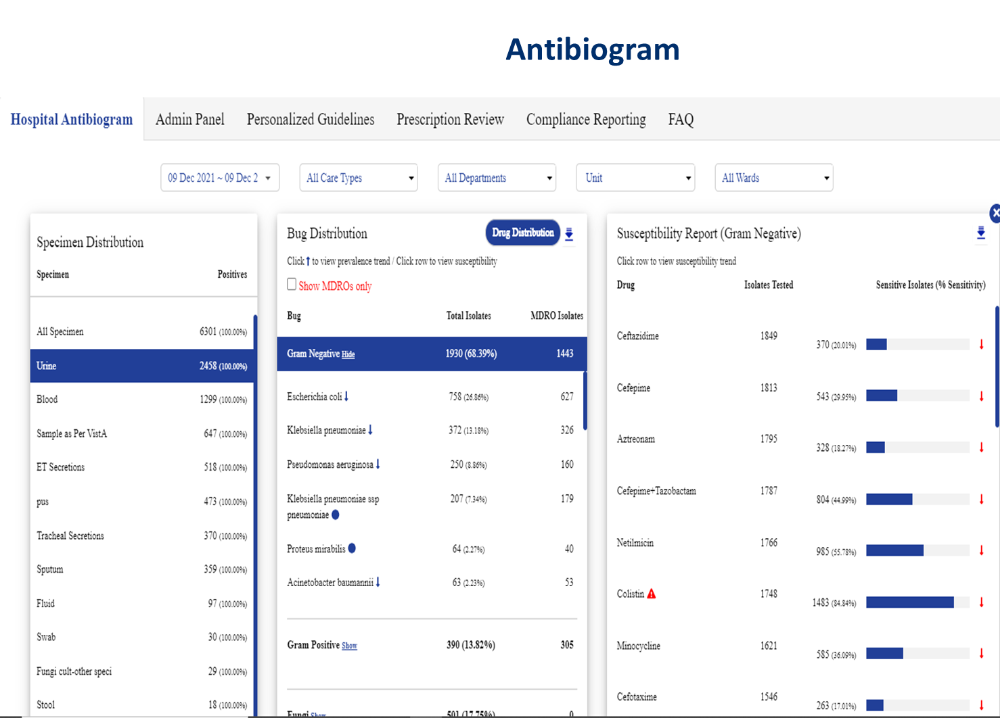 Antibiogram
Hospital Antibiogram Admin Panel Personalized Guidelines Prescription Review Compliance Reporting FAQ
09 Dec 2021 ~ 09 Dec 2 All Care Types All Departments Unit All Wards
Specimen Distribution
Specimen Positives
All Specimen 6301 (100.00%)
Urine 2458 (100.00%)
Blood 1299 (100.00%)
Sample as Per VistA 647 (100.00%)
ET Secretions 518 (100.00%)
pus 473 (100.00%)
Tracheal Secretions 370 (100.00%)
Sputum 359 (100.00%)
Fluid 97 (100.00%)
Swab 30 (100.00%)
Fungi cult-other speci 29 (100.00%)
Stool 18 (100.00%)
Bug Distribution Drug Distribution
Click ↑ to view prevalence trend / Click row to view susceptibility
Show MDROs only
Bug Total Isolates MDRO Isolates
Gram Negative Hide 1930 (68.39%) 1443
Escherichia coli ↓ 758 (26.86%) 627
Klebsiella pneumoniae ↓ 372 (13.18%) 326
Pseudomonas aeruginosa ↓ 250 (8.86%) 160
Klebsiella pneumoniae ssp 207 (7.34%) 179
pneumoniae
Proteus mirabilis 64 (2.27%) 40
Acinetobacter baumannii ↓ 63 (2.23%) 53
Gram Positive Show 390 (13.82%) 305
Fungi Show 501 (17.75%) 0
Susceptibility Report (Gram Negative)
Click row to view susceptibility trend
Drug Isolates Tested Sensitive Isolates (% Sensitivity)
Ceftazidime 1849 370 (20.01%) ↓
Cefepime 1813 543 (29.95%) ↓
Aztreonam 1795 328 (18.27%) ↓
Cefepime+Tazobactam 1787 804 (44.99%) ↓
Netilmicin 1766 985 (55.78%) ↓
Colistin 1748 1483 (84.84%) ↓
Minocycline 1621 585 (36.09%) ↓
Cefotaxime 1546 263 (17.01%) ↓